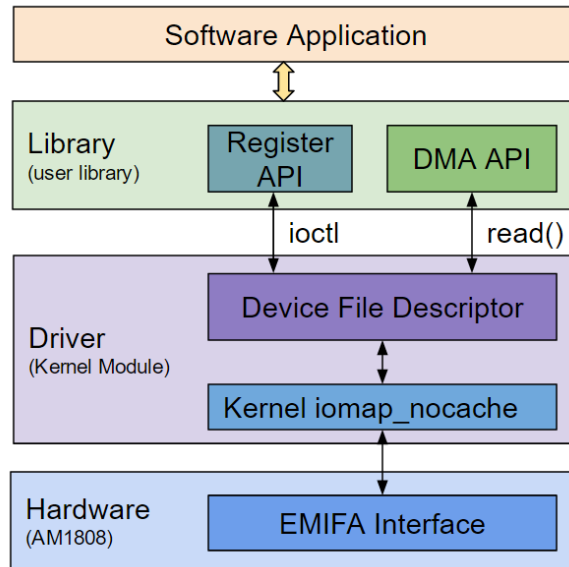 Software Application
Library
(user library)
Register
API
DMA API
ioctl
read()
Driver
(Kernel Module)
Device File Descriptor
Kernel iomap_nocache
Hardware
(AM1808)
EMIFA Interface